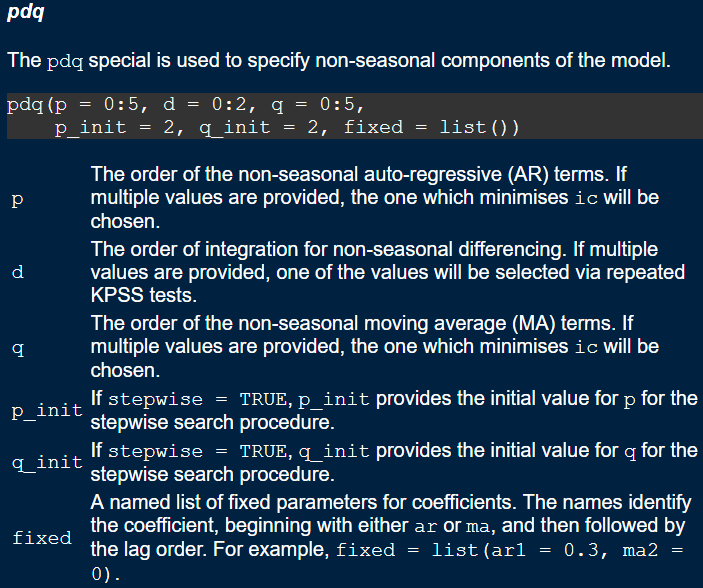 pdq
The pdq special is used to specify non-seasonal components of the model.
pdq(p = 0:5, d = 0:2, q = 0:5,
    p_init = 2, q_init = 2, fixed = list())
p
The order of the non-seasonal auto-regressive (AR) terms. If
multiple values are provided, the one which minimises ic will be
chosen.
d
The order of integration for non-seasonal differencing. If multiple
values are provided, one of the values will be selected via repeated
KPSS tests.
q
The order of the non-seasonal moving average (MA) terms. If
multiple values are provided, the one which minimises ic will be
chosen.
p_init
If stepwise = TRUE, p_init provides the initial value for p for the
stepwise search procedure.
q_init
If stepwise = TRUE, q_init provides the initial value for q for the
stepwise search procedure.
fixed
A named list of fixed parameters for coefficients. The names identify
the coefficient, beginning with either ar or ma, and then followed by
the lag order. For example, fixed = list(ar1 = 0.3, ma2 =
0).